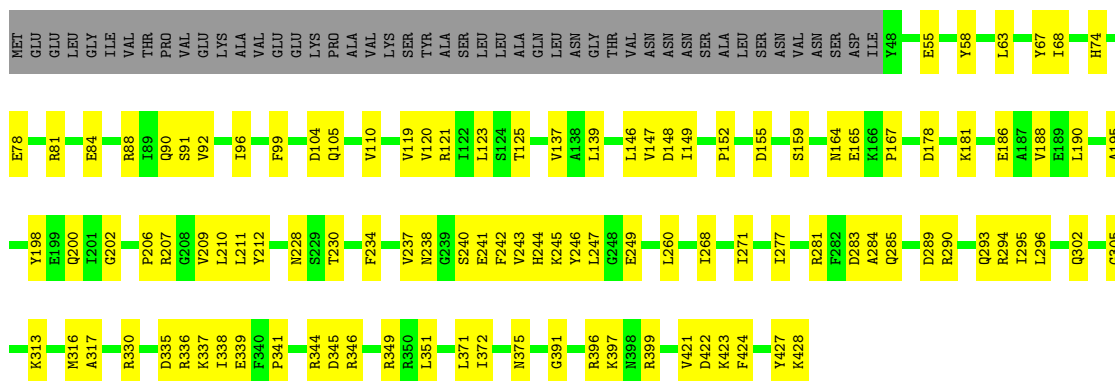 MET GLU GLU LEU GLY ILE VAL THR PRO VAL GLU LYS ALA VAL GLU GLU LYS PRO ALA VAL LYS SER TYR ALA SER LEU LEU ALA GLN LEU ASN GLY THR VAL ASN ASN ASN SER ALA LEU SER ASN VAL ASN SER ASP ILE Y48 E55 Y58 L63 Y67 I68 H74
E78 R81 E84 R88 I89 Q90 S91 V92 I96 F99 D104 Q105 V110 V119 V120 R121 I122 L123 S124 T125 V137 A138 L139 L146 V147 D148 I149 P152 D155 S159 N164 E165 K166 P167 D178 K181 E186 A187 V188 E189 L190 A195
Y198 E199 Q200 I201 G202 P206 R207 G208 V209 L210 L211 Y212 N228 S229 T230 F234 V237 N238 G239 S240 E241 F242 V243 H244 K245 Y246 L247 G248 E249 L260 I268 I271 I277 R281 F282 D283 A284 Q285 D289 R290 Q293 R294 I295 L296 Q302
K313 M316 A317 R330 D335 R336 K337 I338 E339 F340 P341 R344 D345 R346 R349 R350 L351 L371 I372 N375 G391 R396 K397 N398 R399 V421 D422 K423 F424 Y427 K428